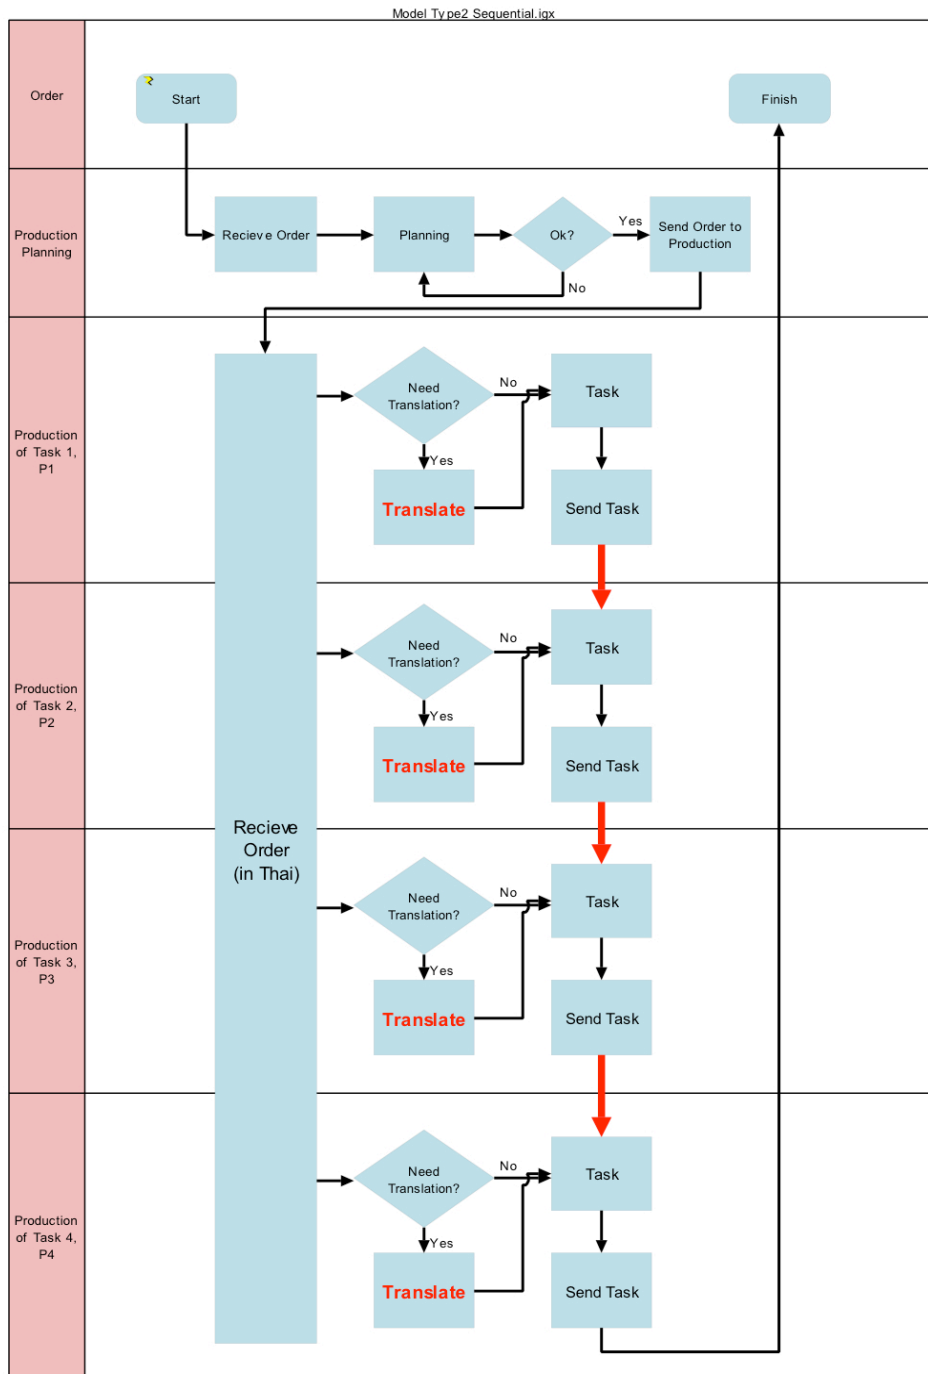 Model Type2 Sequential.igx
Order
Start
Finish
Production
Planning
Recieve Order
Planning
Ok?
Yes
No
Send Order to
Production
Production
of Task 1,
P1
Need
Translation?
No
Yes
Translate
Task
Send Task
Production
of Task 2,
P2
Need
Translation?
No
Yes
Translate
Task
Send Task
Recieve
Order
(in Thai)
Production
of Task 3,
P3
Need
Translation?
No
Yes
Translate
Task
Send Task
Production
of Task 4,
P4
Need
Translation?
No
Yes
Translate
Task
Send Task